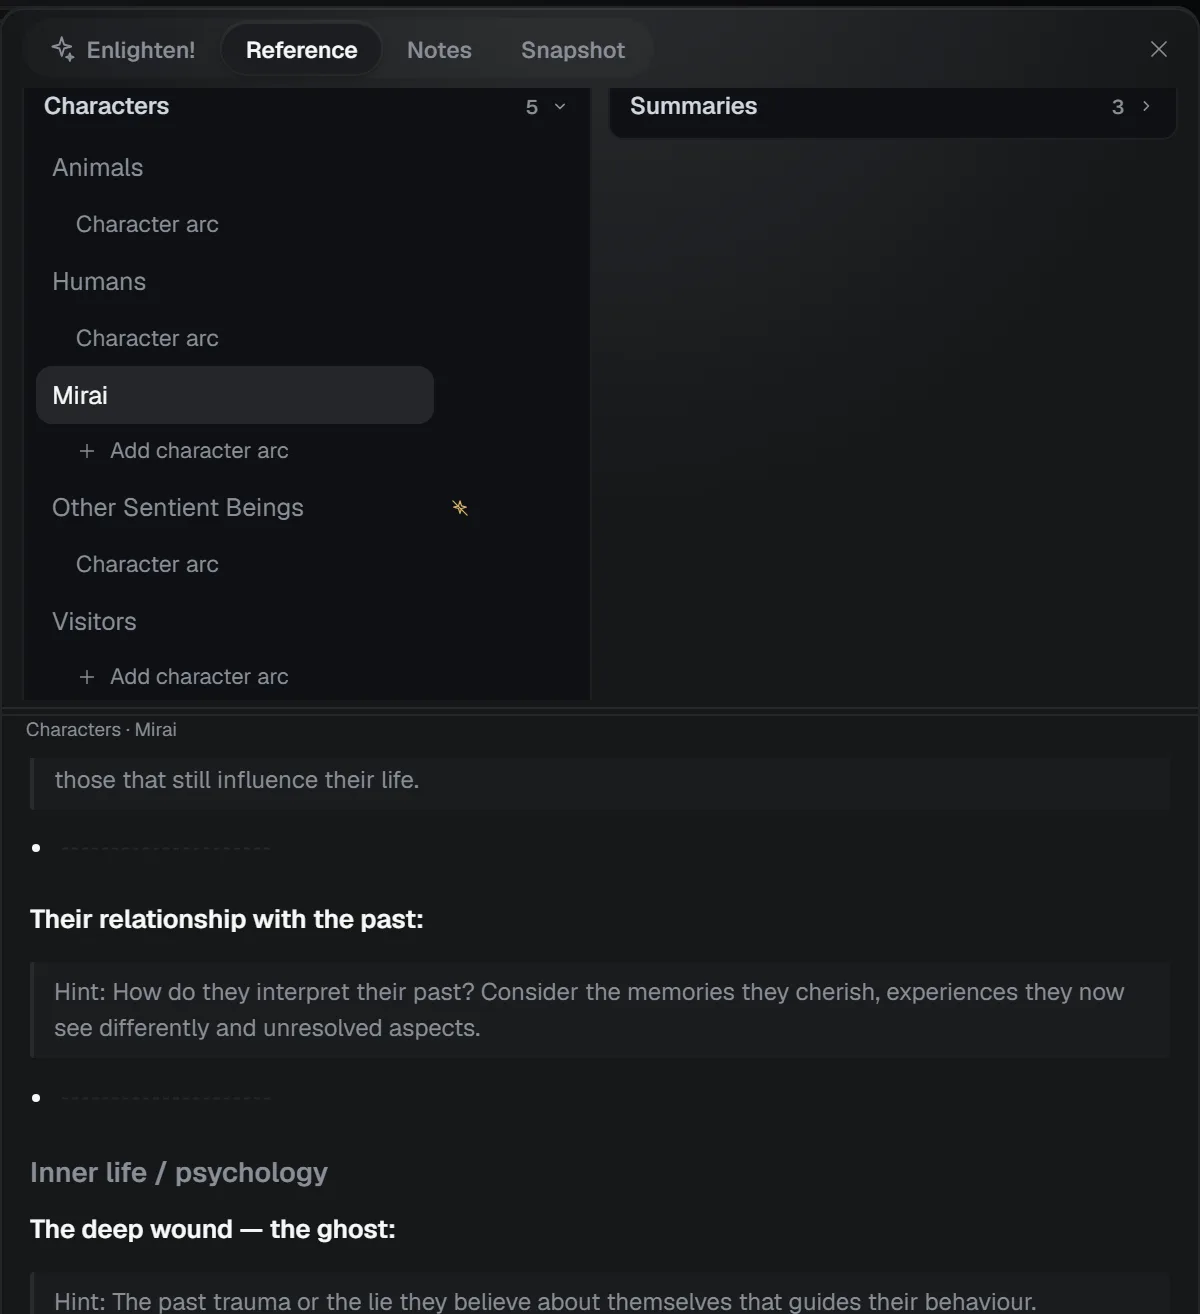 Enlighten!
Reference
Notes
Snapshot
Characters
5
Animals
Character arc
Humans
Character arc
Mirai
+ Add character arc
Other Sentient Beings
Character arc
Visitors
+ Add character arc
Summaries
3
Characters · Mirai
those that still influence their life.
Their relationship with the past:
Hint: How do they interpret their past? Consider the memories they cherish, experiences they now
see differently and unresolved aspects.
Inner life / psychology
The deep wound — the ghost:
Hint: The past trauma or the lie they believe about themselves that guides their behaviour.